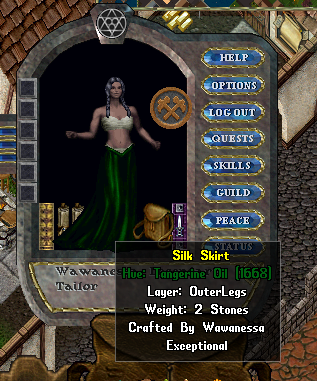 HELP
OPTIONS
LOG OUT
QUESTS
SKILLS
GUILD
PEACE
STATUS
Wawane
Tailor
Silk Skirt
Hue: Tangerine Oil (1668)
Layer: OuterLegs
Weight: 2 Stones
Crafted By Wawanessa
Exceptional